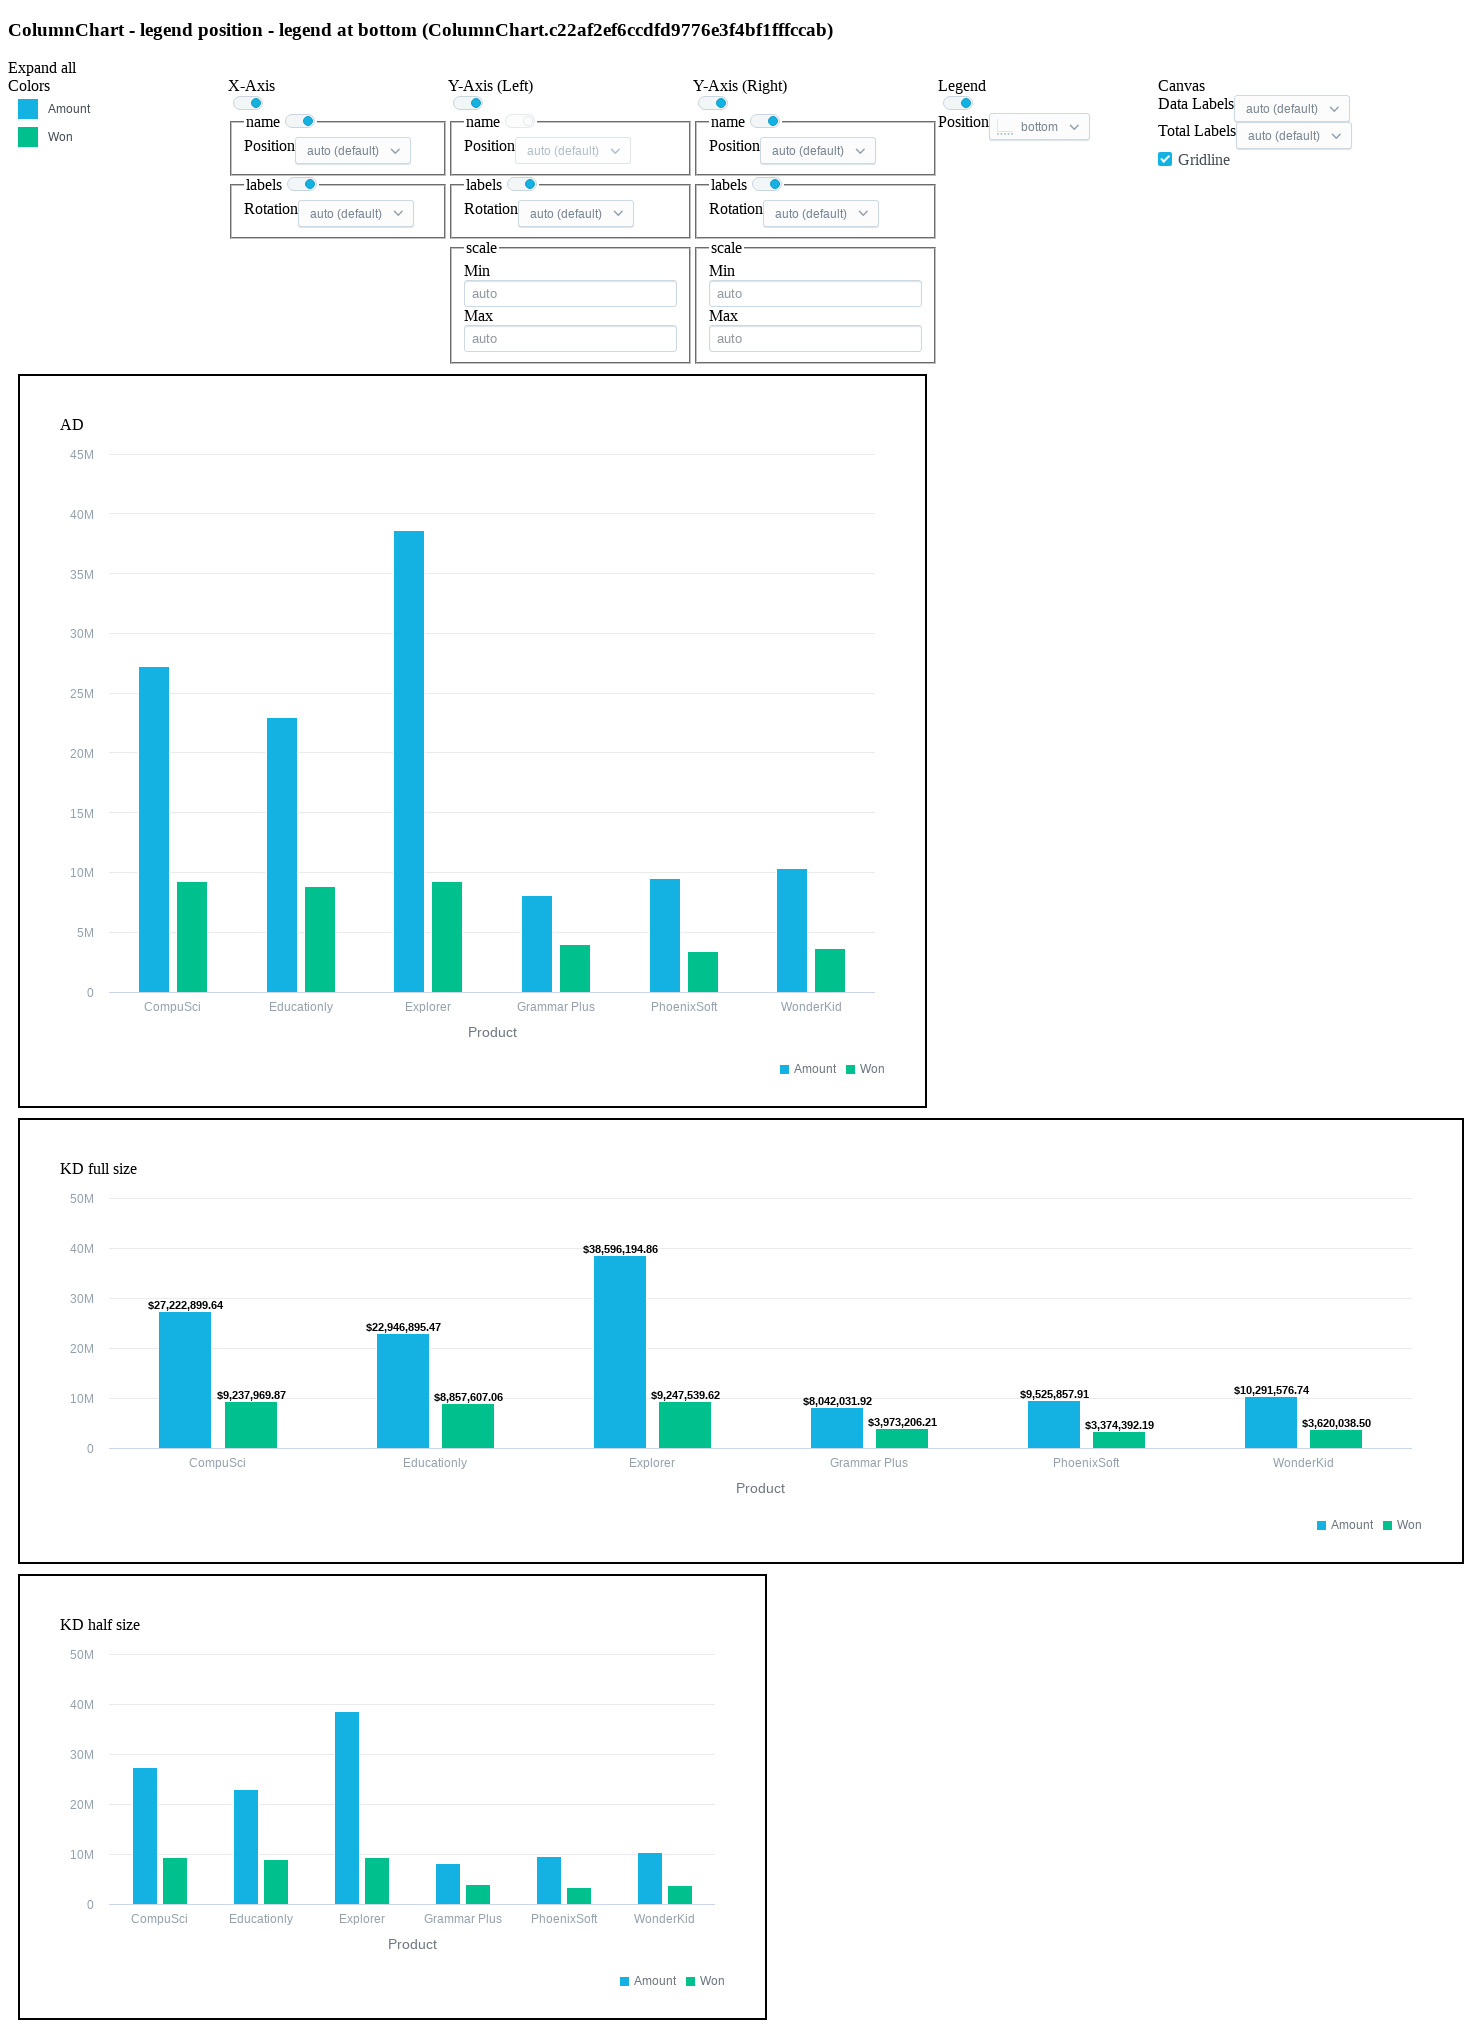 ColumnChart - legend position - legend at bottom (ColumnChart.c22af2ef6ccdfd9776e3f4bf1fffccab)
Expand all
Colors
Amount
Won
X-Axis
name
Position auto (default)
labels
Rotation auto (default)
Y-Axis (Left)
name
Position auto (default)
labels
Rotation auto (default)
scale
Min
auto
Max
auto
Y-Axis (Right)
name
Position auto (default)
labels
Rotation auto (default)
scale
Min
auto
Max
auto
Legend
Position bottom
Canvas
Data Labels auto (default)
Total Labels auto (default)
Gridline
AD
45M
40M
35M
30M
25M
20M
15M
10M
5M
0
CompuSci Educationly Explorer Grammar Plus PhoenixSoft WonderKid
Product
Amount Won
KD full size
50M
40M
30M
20M
10M
0
$27,222,899.64
$9,237,969.87
$22,946,895.47
$8,857,607.06
$38,596,194.86
$9,247,539.62
$8,042,031.92
$3,973,206.21
$9,525,857.91
$3,374,392.19
$10,291,576.74
$3,620,038.50
CompuSci Educationly Explorer Grammar Plus PhoenixSoft WonderKid
Product
Amount Won
KD half size
50M
40M
30M
20M
10M
0
CompuSci Educationly Explorer Grammar Plus PhoenixSoft WonderKid
Product
Amount Won